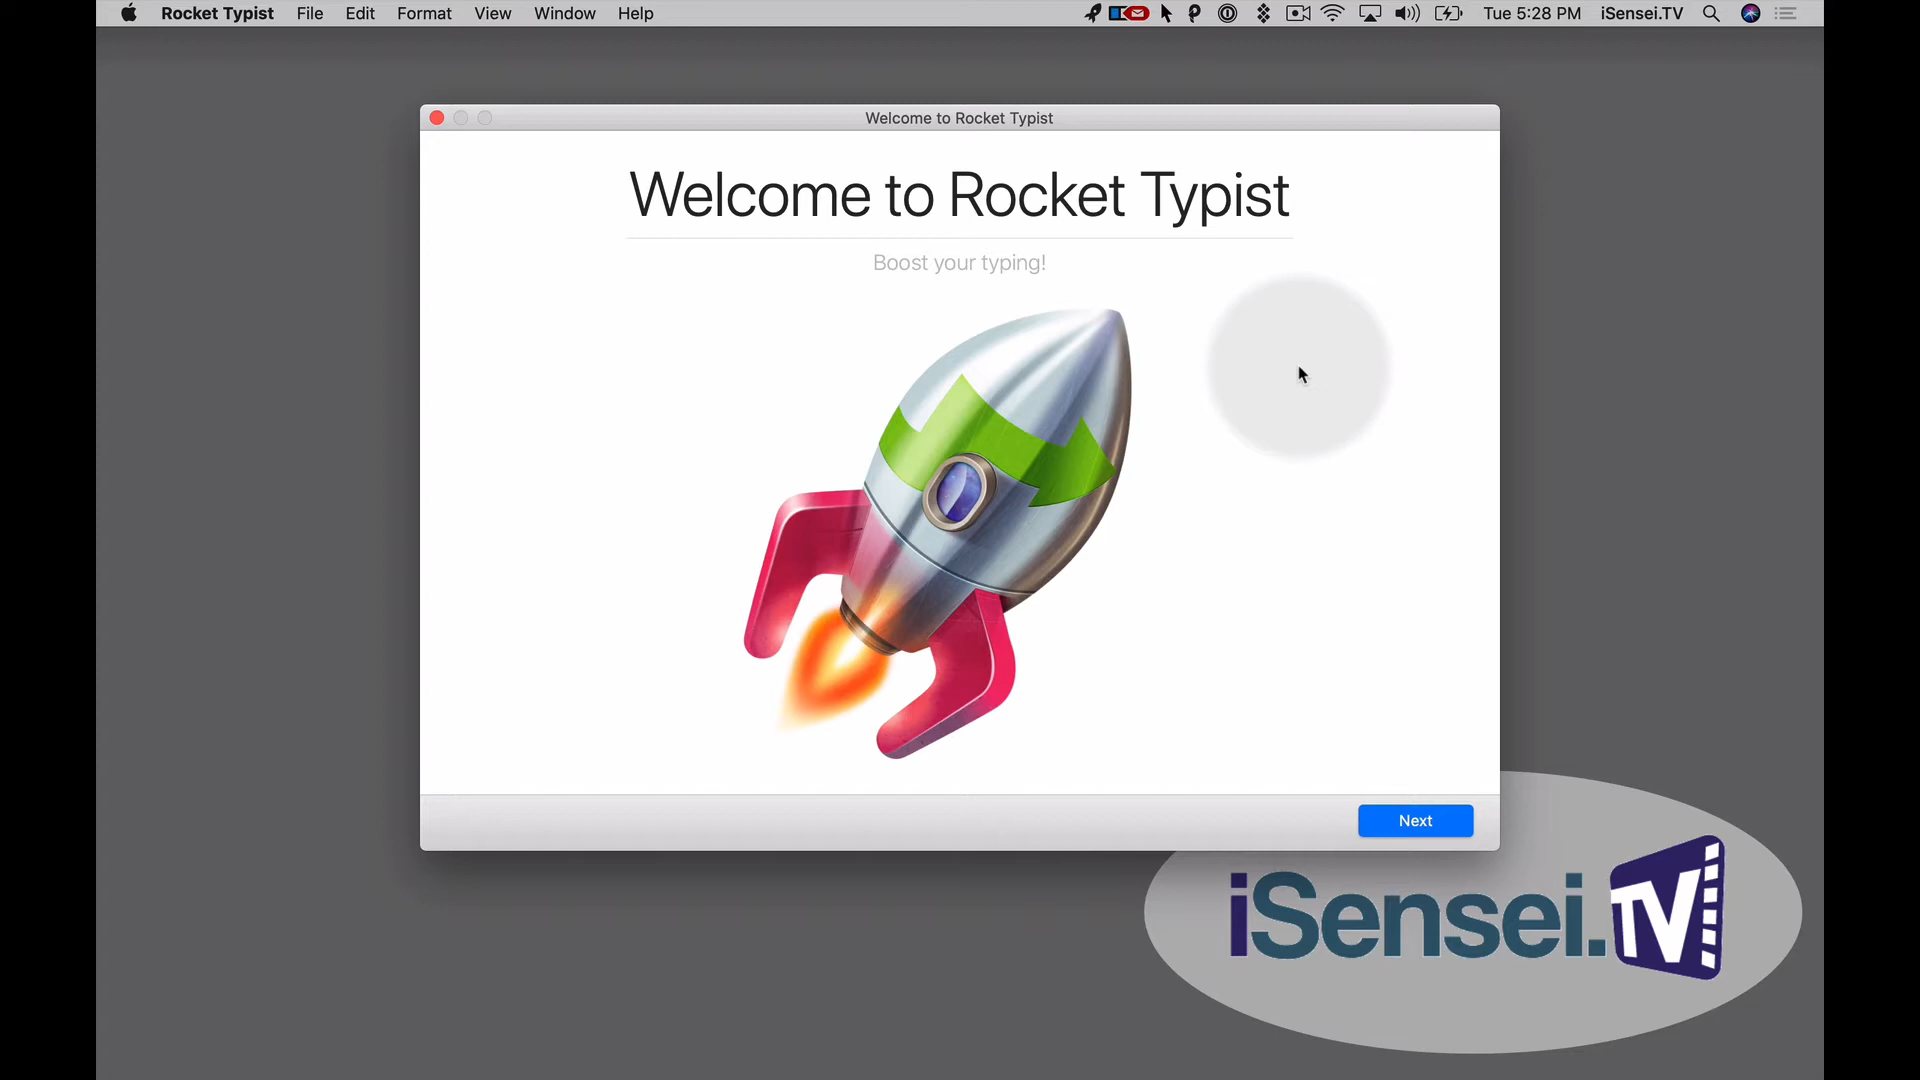 Rocket Typist File Edit Format View Window Help Tue 5:28 PM iSensei.TV
Welcome to Rocket Typist
Welcome to Rocket Typist
Boost your typing!
Next
iSensei.TV